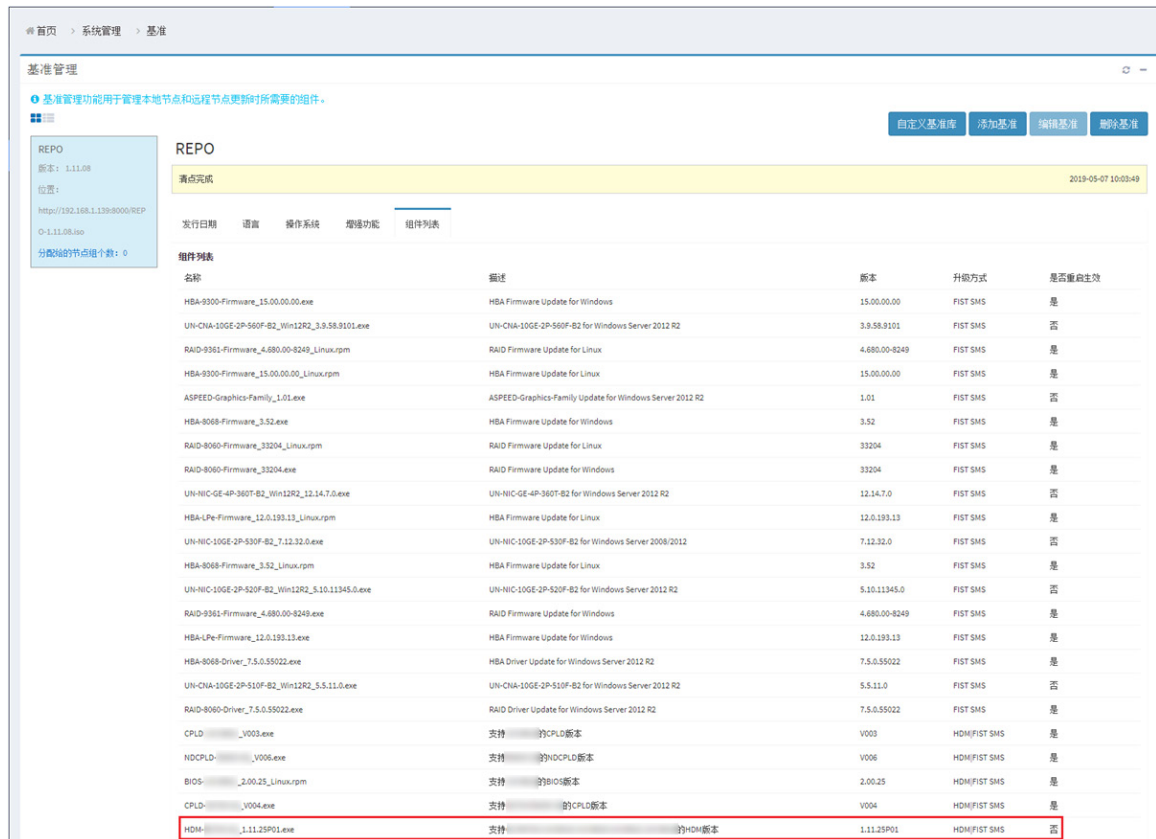 首页 > 系统管理 > 基准
基准管理
基准管理功能用于管理本地节点和远程节点更新时所需要的组件。
自定义基准库 添加基准 编辑基准 删除基准
REPO
版本: 1.11.08
位置:
http://192.168.1.139:8000/REP
O-1.11.08.iso
分配给的节点组个数: 0
REPO
清点完成 2019-05-07 10:03:49
发行日期 语言 操作系统 增强功能 组件列表
组件列表
名称 描述 版本 升级方式 是否重启生效
HBA-9300-Firmware_15.00.00.00.exe HBA Firmware Update for Windows 15.00.00.00 FIST SMS 是
UN-CNA-10GE-2P-560F-B2_Win12R2_3.9.58.9101.exe UN-CNA-10GE-2P-560F-B2 for Windows Server 2012 R2 3.9.58.9101 FIST SMS 否
RAID-9361-Firmware_4.680.00-8249_Linux.rpm RAID Firmware Update for Linux 4.680.00-8249 FIST SMS 是
HBA-9300-Firmware_15.00.00.00_Linux.rpm HBA Firmware Update for Linux 15.00.00.00 FIST SMS 是
ASPEED-Graphics-Family_1.01.exe ASPEED-Graphics-Family Update for Windows Server 2012 R2 1.01 FIST SMS 否
HBA-8068-Firmware_3.52.exe HBA Firmware Update for Windows 3.52 FIST SMS 是
RAID-8060-Firmware_33204_Linux.rpm RAID Firmware Update for Linux 33204 FIST SMS 是
RAID-8060-Firmware_33204.exe RAID Firmware Update for Windows 33204 FIST SMS 是
UN-NIC-GE-4P-360T-B2_Win12R2_12.14.7.0.exe UN-NIC-GE-4P-360T-B2 for Windows Server 2012 R2 12.14.7.0 FIST SMS 否
HBA-LPe-Firmware_12.0.193.13_Linux.rpm HBA Firmware Update for Linux 12.0.193.13 FIST SMS 是
UN-NIC-10GE-2P-530F-B2_7.12.32.0.exe UN-NIC-10GE-2P-530F-B2 for Windows Server 2008/2012 7.12.32.0 FIST SMS 否
HBA-8068-Firmware_3.52_Linux.rpm HBA Firmware Update for Linux 3.52 FIST SMS 是
UN-NIC-10GE-2P-520F-B2_Win12R2_5.10.11345.0.exe UN-NIC-10GE-2P-520F-B2 for Windows Server 2012 R2 5.10.11345.0 FIST SMS 否
RAID-9361-Firmware_4.680.00-8249.exe RAID Firmware Update for Windows 4.680.00-8249 FIST SMS 是
HBA-LPe-Firmware_12.0.193.13.exe HBA Firmware Update for Windows 12.0.193.13 FIST SMS 是
HBA-8068-Driver_7.5.0.55022.exe HBA Driver Update for Windows Server 2012 R2 7.5.0.55022 FIST SMS 是
UN-CNA-10GE-2P-510F-B2_Win12R2_5.5.11.0.exe UN-CNA-10GE-2P-510F-B2 for Windows Server 2012 R2 5.5.11.0 FIST SMS 否
RAID-8060-Driver_7.5.0.55022.exe RAID Driver Update for Windows Server 2012 R2 7.5.0.55022 FIST SMS 是
CPLD- _V003.exe 支持 的CPLD版本 V003 HDM|FIST SMS 是
NDCPLD- _V006.exe 支持 的NDCPLD版本 V006 HDM|FIST SMS 是
BIOS- _2.00.25_Linux.rpm 支持 的BIOS版本 2.00.25 HDM|FIST SMS 是
CPLD- _V004.exe 支持 的CPLD版本 V004 HDM|FIST SMS 是
HDM- _1.11.25P01.exe 支持 的HDM版本 1.11.25P01 HDM|FIST SMS 否